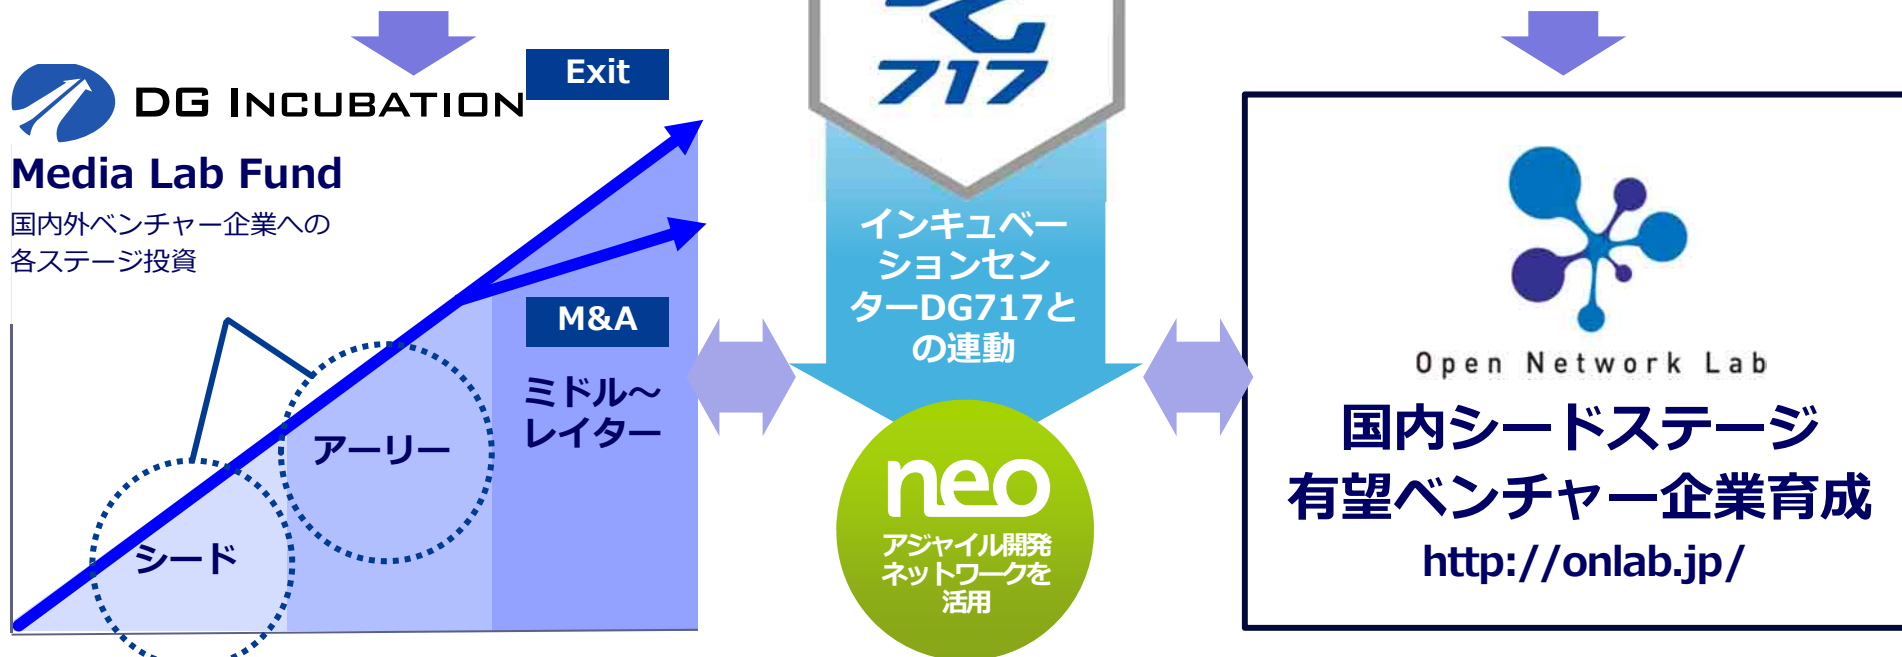 DG INCUBATION
Media Lab Fund
国内外ベンチャー企業への
各ステージ投資
Exit
M&A
ミドル～
レイター
アーリー
シード
717
インキュベー
ションセン
ターDG717と
の連動
neo
アジャイル開発
ネットワークを
活用
Open Network Lab
国内シードステージ
有望ベンチャー企業育成
http://onlab.jp/